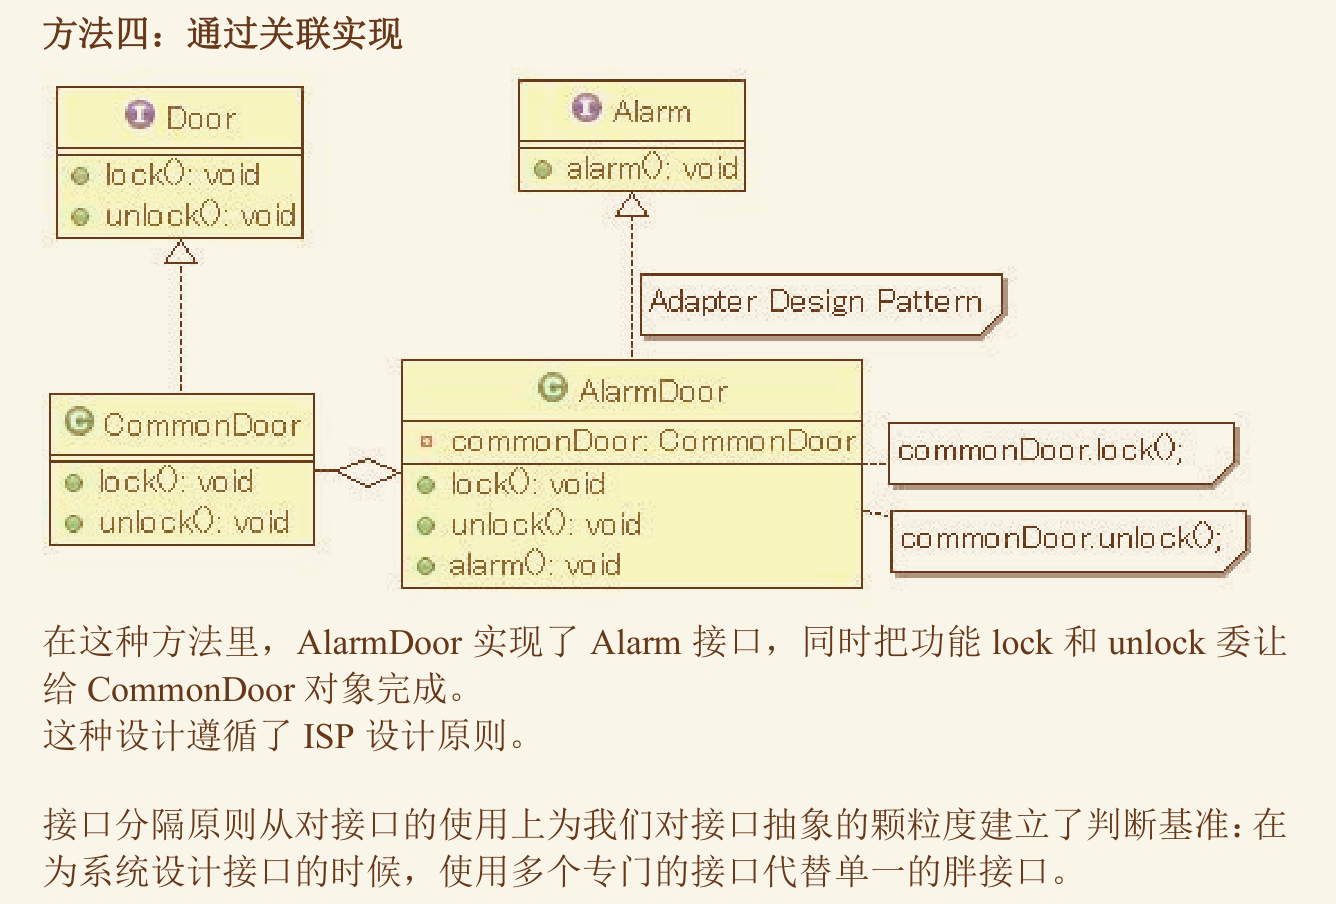 方法四：通过关联实现
Door
lock(): void
unlock(): void
Alarm
alarm(): void
Adapter Design Pattern
CommonDoor
lock(): void
unlock(): void
AlarmDoor
commonDoor: CommonDoor
lock(): void
unlock(): void
alarm(): void
commonDoor.lock();
commonDoor.unlock();
在这种方法里，AlarmDoor 实现了 Alarm 接口，同时把功能 lock 和 unlock 委让
给 CommonDoor 对象完成。
这种设计遵循了 ISP 设计原则。
接口分隔原则从对接口的使用上为我们对接口抽象的颗粒度建立了判断基准：在
为系统设计接口的时候，使用多个专门的接口代替单一的胖接口。